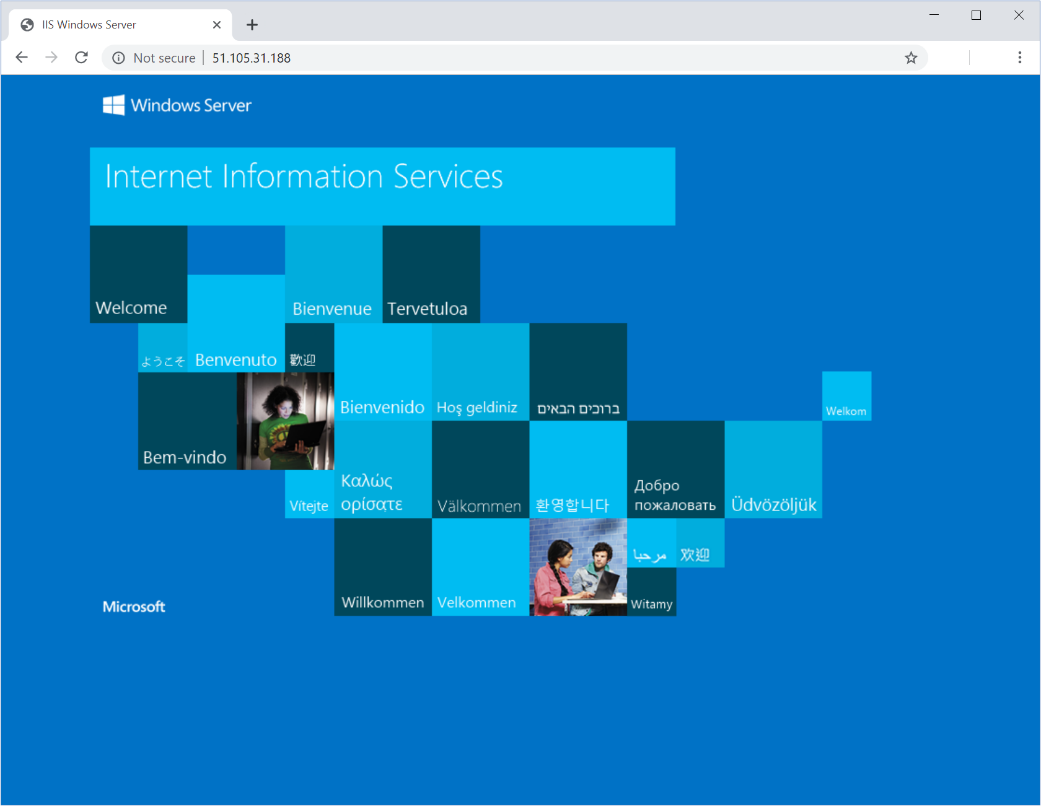 IIS Windows Server
Not secure
51.105.31.188
Windows Server
Internet Information Services
Welcome
Bienvenue
Tervetuloa
ようこそ
Benvenuto
歡迎
Bienvenido
Hoş geldiniz
ברוכים הבאים
Welkom
Bem-vindo
Vítejte
Καλώς
ορίσατε
Välkommen
환영합니다
Добро
пожаловать
Üdvözöljük
Willkommen
Velkommen
مرحبا
欢迎
Witamy
Microsoft